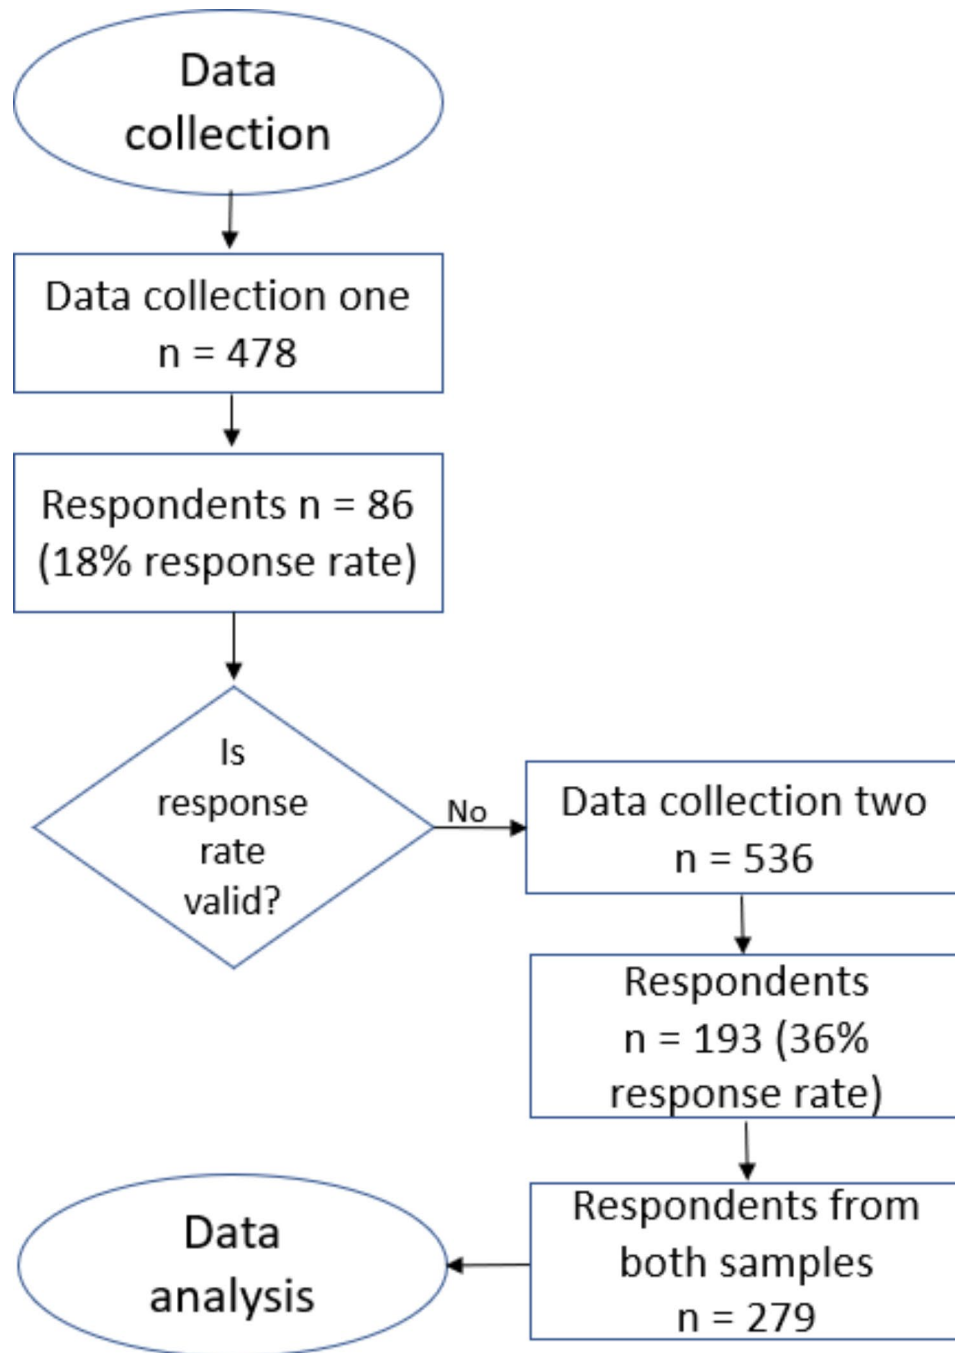 Data
collection
Data collection one
n = 478
Respondents n = 86
(18% response rate)
Is
response
rate
valid?
No
Data collection two
n = 536
Respondents
n = 193 (36%
response rate)
Respondents from
both samples
n = 279
Data
analysis